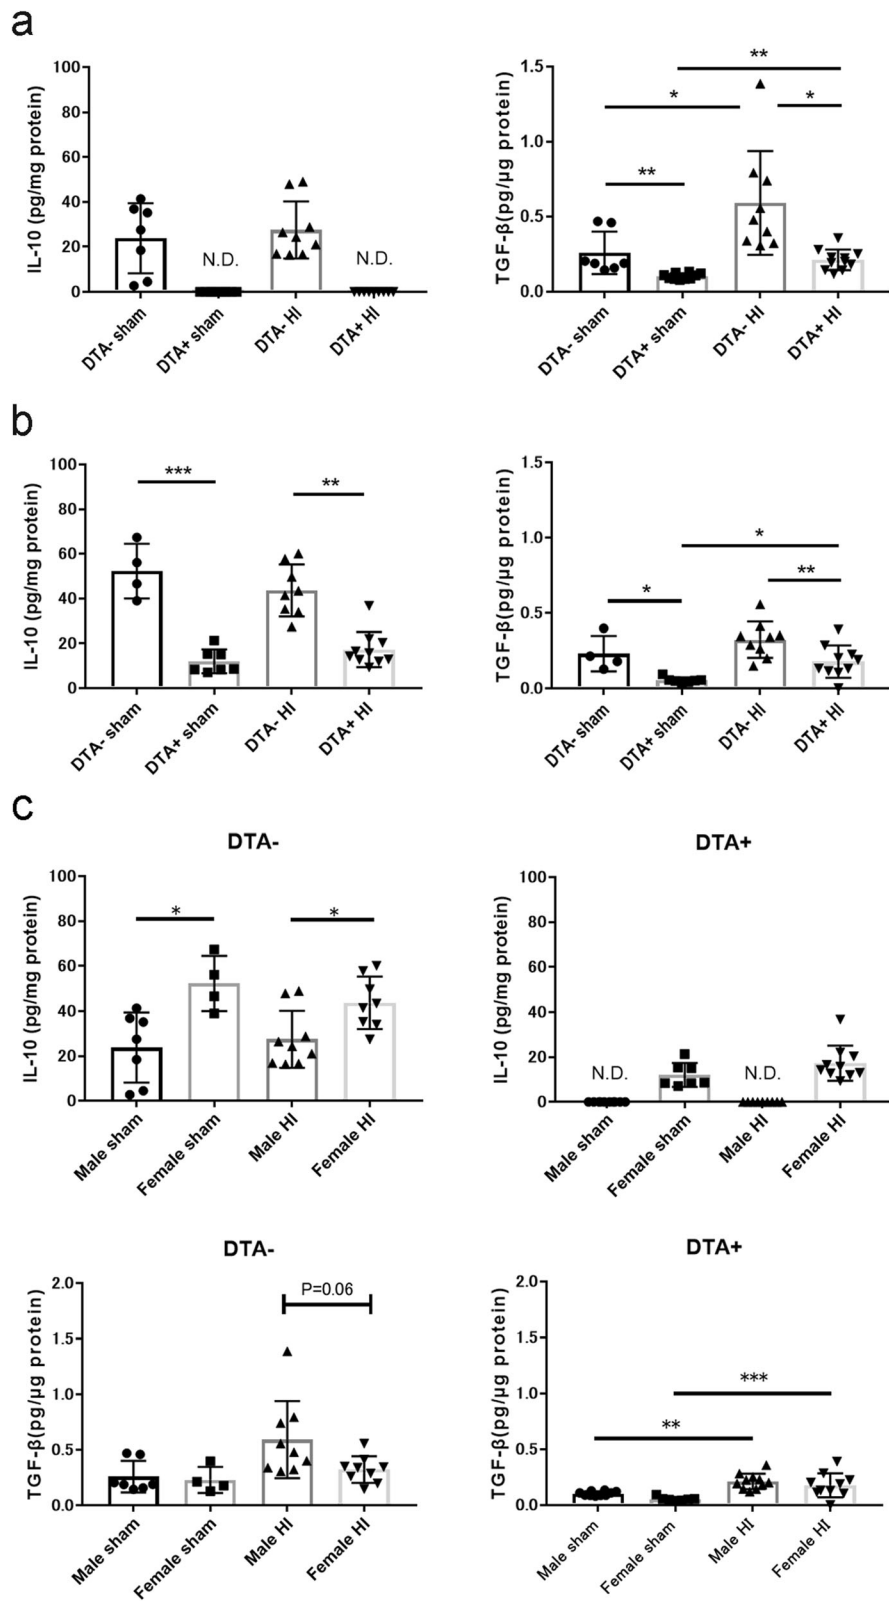 a
IL-10 (pg/mg protein)
100
80
60
40
20
0
N.D.
N.D.
DTA- sham
DTA+ sham
DTA- HI
DTA+ HI
TGF-β(pg/μg protein)
1.5
1.0
0.5
0.0
**
*
*
**
DTA- sham
DTA+ sham
DTA- HI
DTA+ HI
b
IL-10 (pg/mg protein)
100
80
60
40
20
0
***
**
DTA- sham
DTA+ sham
DTA- HI
DTA+ HI
TGF-β(pg/μg protein)
1.5
1.0
0.5
0.0
*
**
*
DTA- sham
DTA+ sham
DTA- HI
DTA+ HI
c
DTA-
IL-10 (pg/mg protein)
100
80
60
40
20
0
*
*
Male sham
Female sham
Male HI
Female HI
DTA+
IL-10 (pg/mg protein)
100
80
60
40
20
0
N.D.
N.D.
Male sham
Female sham
Male HI
Female HI
DTA-
TGF-β(pg/μg protein)
2.0
1.5
1.0
0.5
0.0
P=0.06
Male sham
Female sham
Male HI
Female HI
DTA+
TGF-β(pg/μg protein)
2.0
1.5
1.0
0.5
0.0
***
**
Male sham
Female sham
Male HI
Female HI